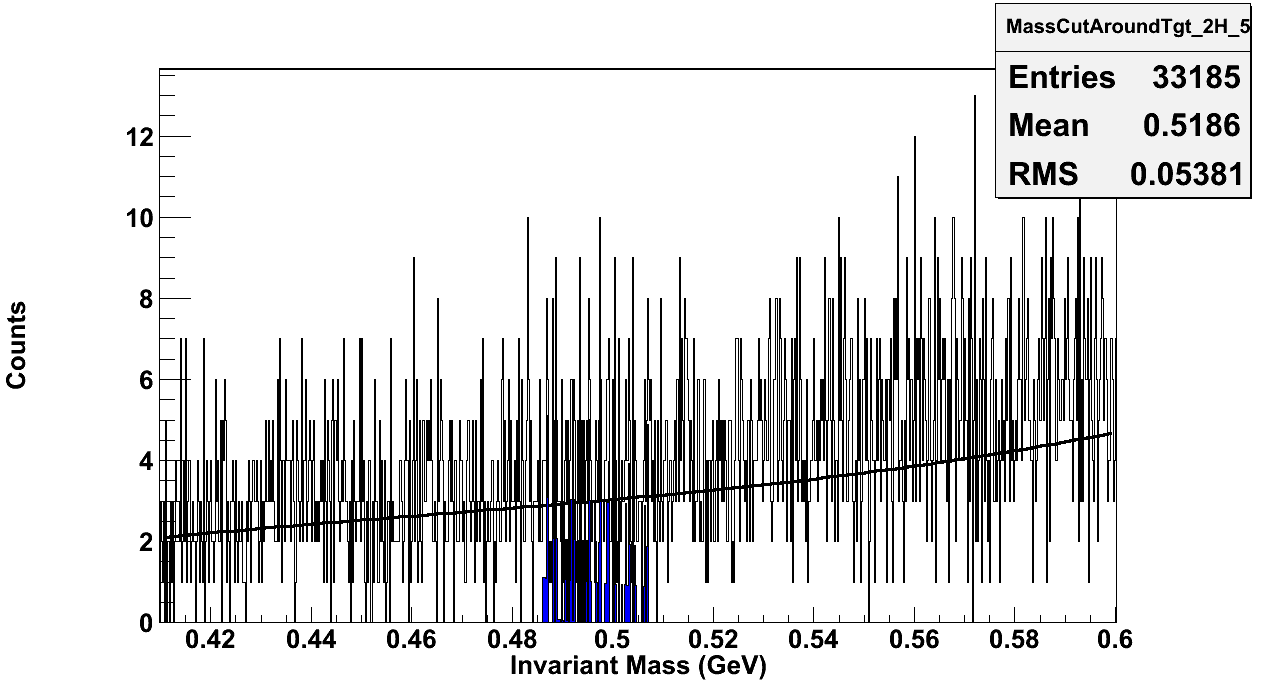 MassCutAroundTgt_2H_5
Entries 33185
Mean 0.5186
RMS 0.05381
Counts
12
10
8
6
4
2
0
0.42 0.44 0.46 0.48 0.5 0.52 0.54 0.56 0.58 0.6
Invariant Mass (GeV)